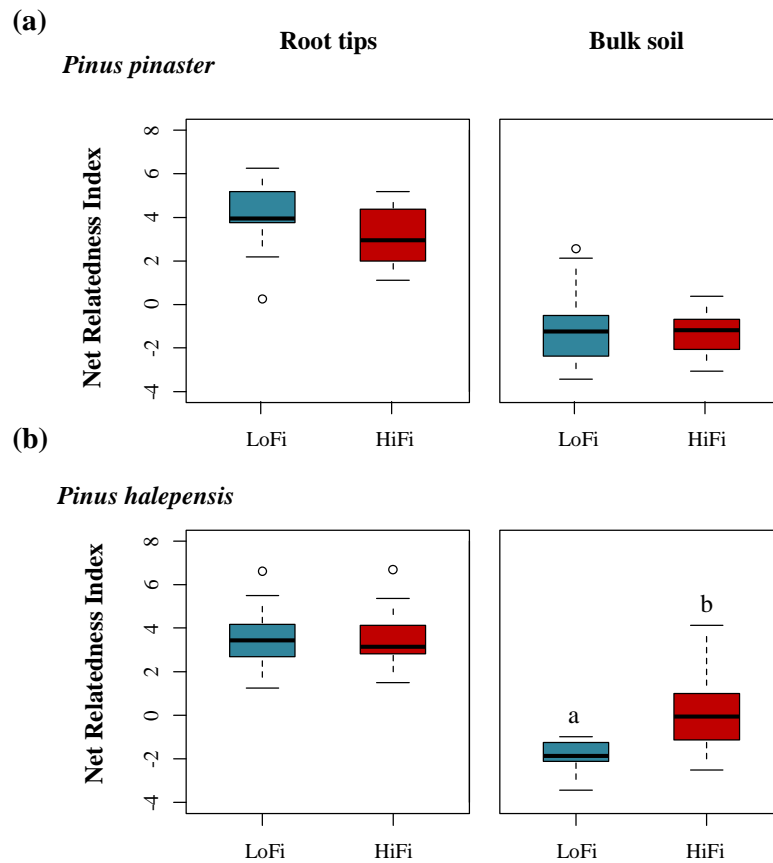 (a)
Root tips
Bulk soil
Pinus pinaster
Net Relatedness Index
8
6
4
2
0
-2
-4
LoFi
HiFi
LoFi
HiFi
(b)
Pinus halepensis
Net Relatedness Index
8
6
4
2
0
-2
-4
a
b
LoFi
HiFi
LoFi
HiFi